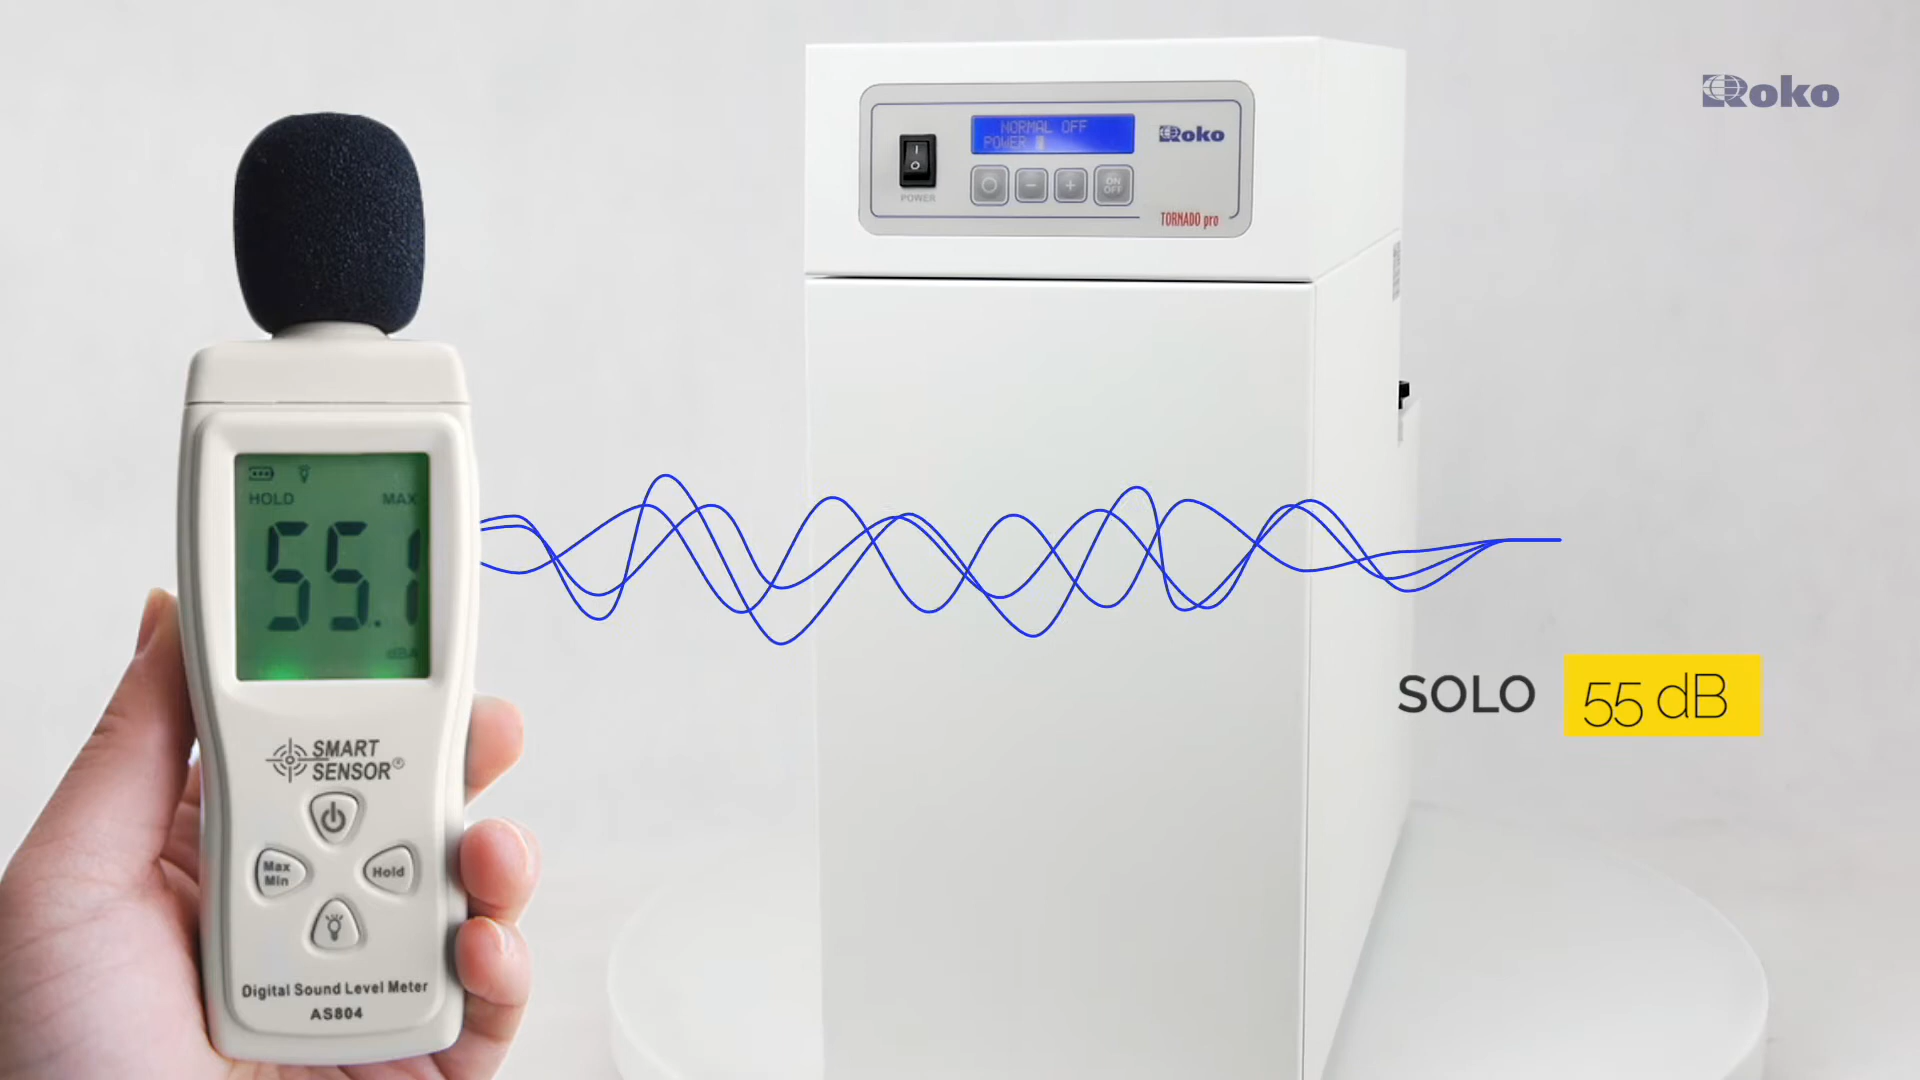 Roko
NORMAL OFF
POWER
Roko
POWER
ON
OFF
TORNADO pro
HOLD
MAX
55.1
dBA
SOLO 55 dB
SMART
SENSOR®
Max
Min
Hold
Digital Sound Level Meter
AS804